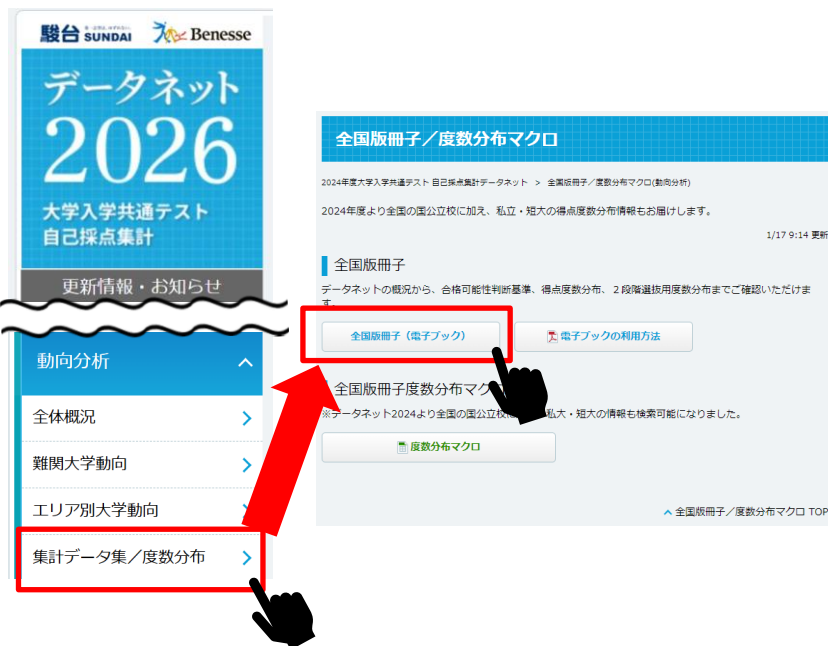 駿台 SUNDAI Benesse
データネット
2026
大学入学共通テスト
自己採点集計
更新情報・お知らせ
動向分析
全体概況
難関大学動向
エリア別大学動向
集計データ集／度数分布
全国版冊子／度数分布マクロ
2024年度大学入学共通テスト 自己採点集計データネット > 全国版冊子／度数分布マクロ(動向分析)
2024年度より全国の国公立校に加え、私立・短大の得点度数分布情報もお届けします。
1/17 9:14 更新
全国版冊子
データネットの概況から、合格可能性判断基準、得点度数分布、２段階選抜用度数分布までご確認いただけま
す。
全国版冊子（電子ブック）
電子ブックの利用方法
全国版冊子度数分布マク
※データネット2024より全国の国公立校 私大・短大の情報も検索可能になりました。
度数分布マクロ
全国版冊子／度数分布マクロ TOP